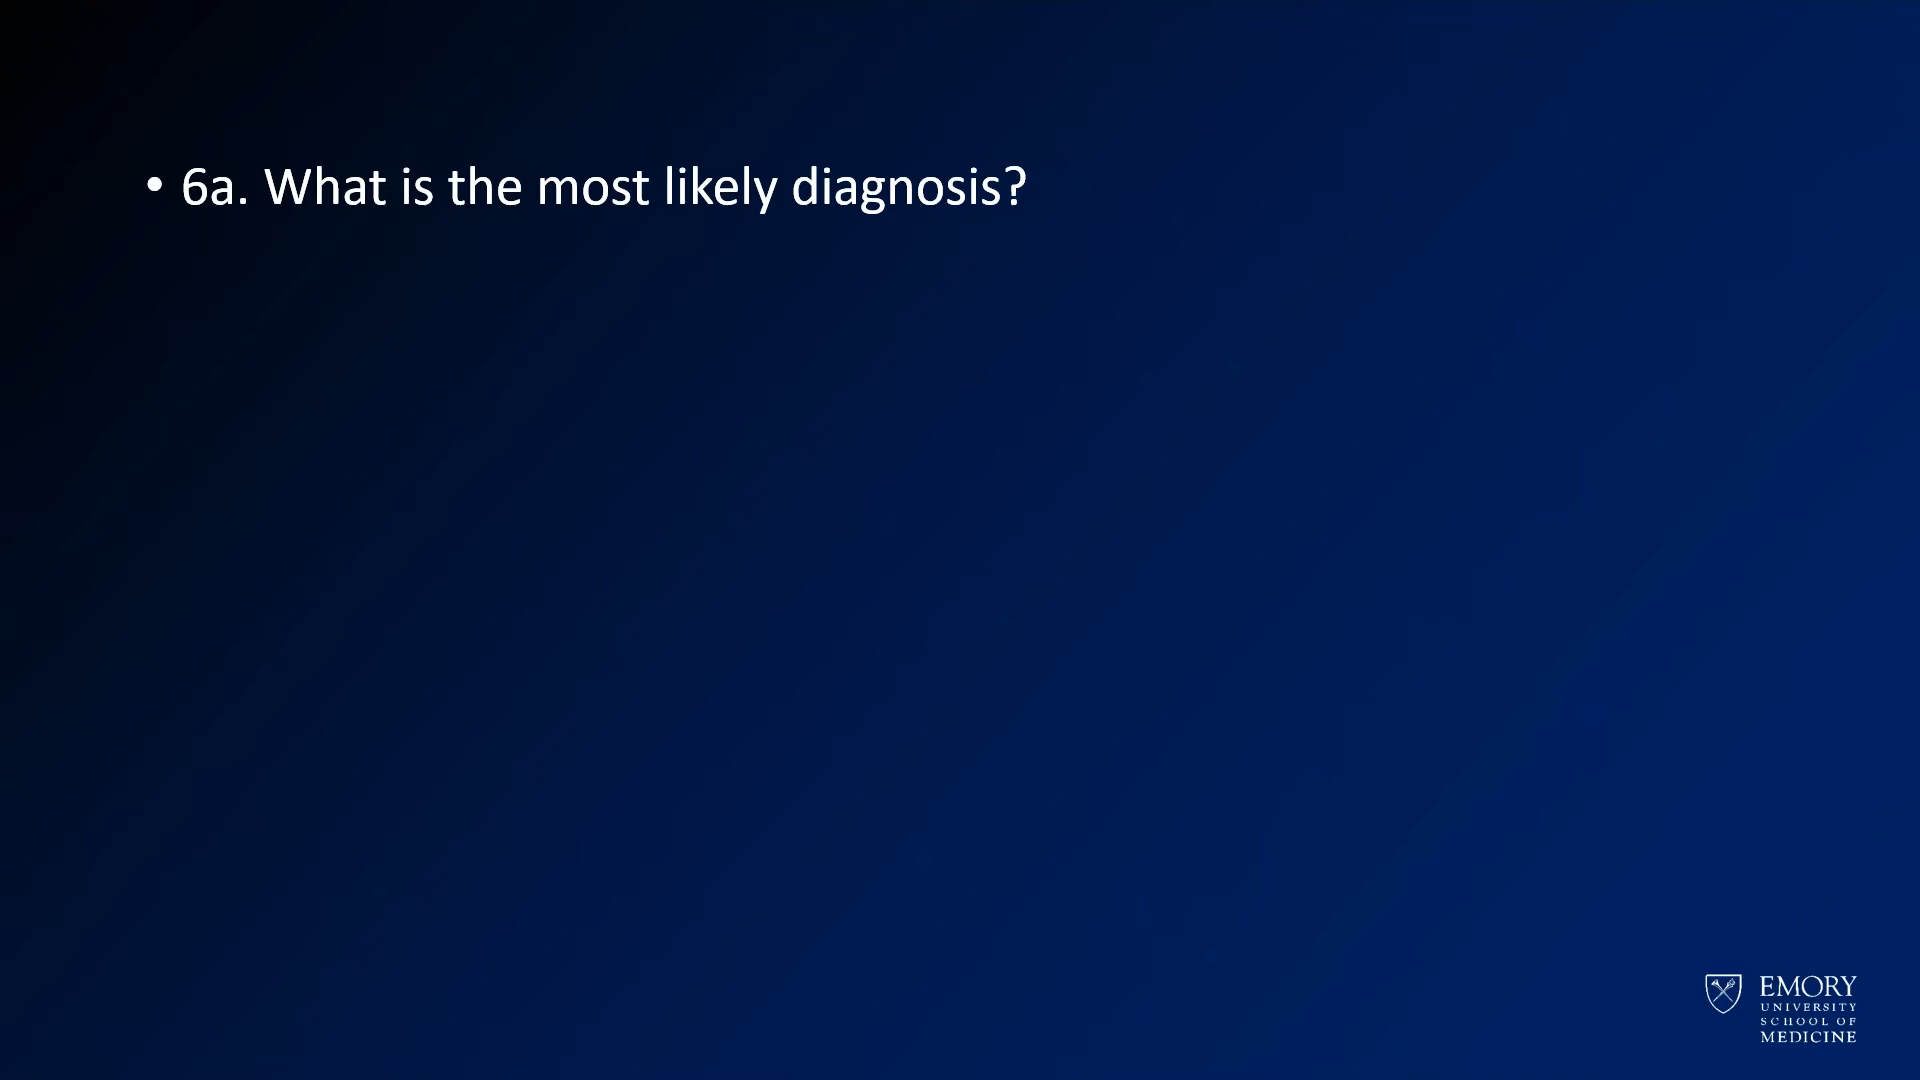 • 6a. What is the most likely diagnosis?
EMORY
UNIVERSITY
SCHOOL OF
MEDICINE